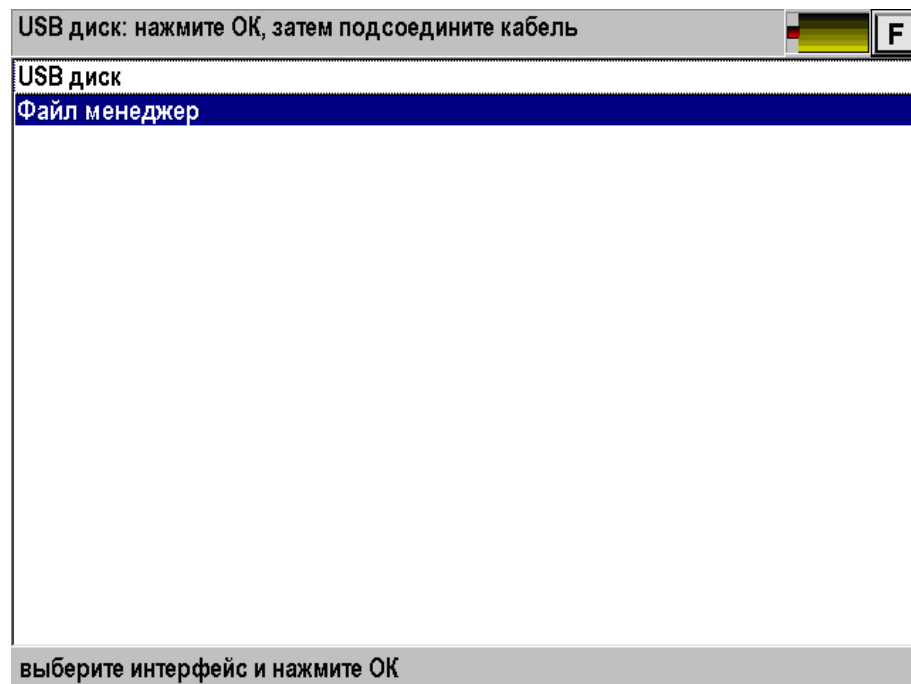 USB диск: нажмите ОК, затем подсоедините кабель
F
USB диск
Файл менеджер
выберите интерфейс и нажмите ОК